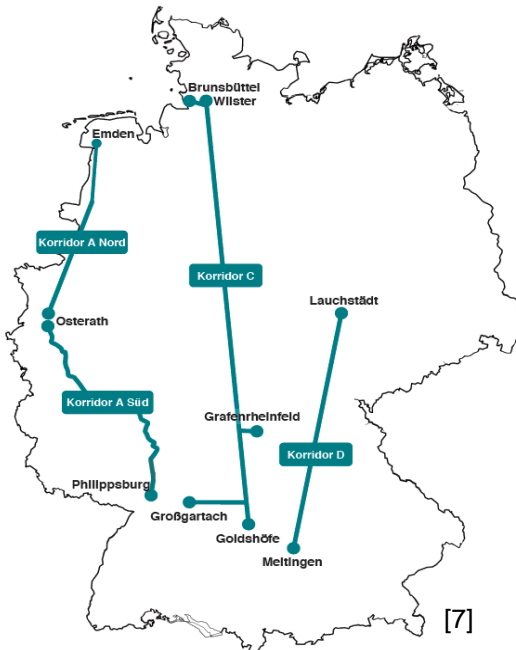 Brunsbüttel
Wilster
Emden
Korridor A Nord
Korridor C
Lauchstädt
Osterath
Korridor A Süd
Grafenrheinfeld
Korridor D
Philippsburg
Großgartach
Goldshöfe
Meitingen
[7]